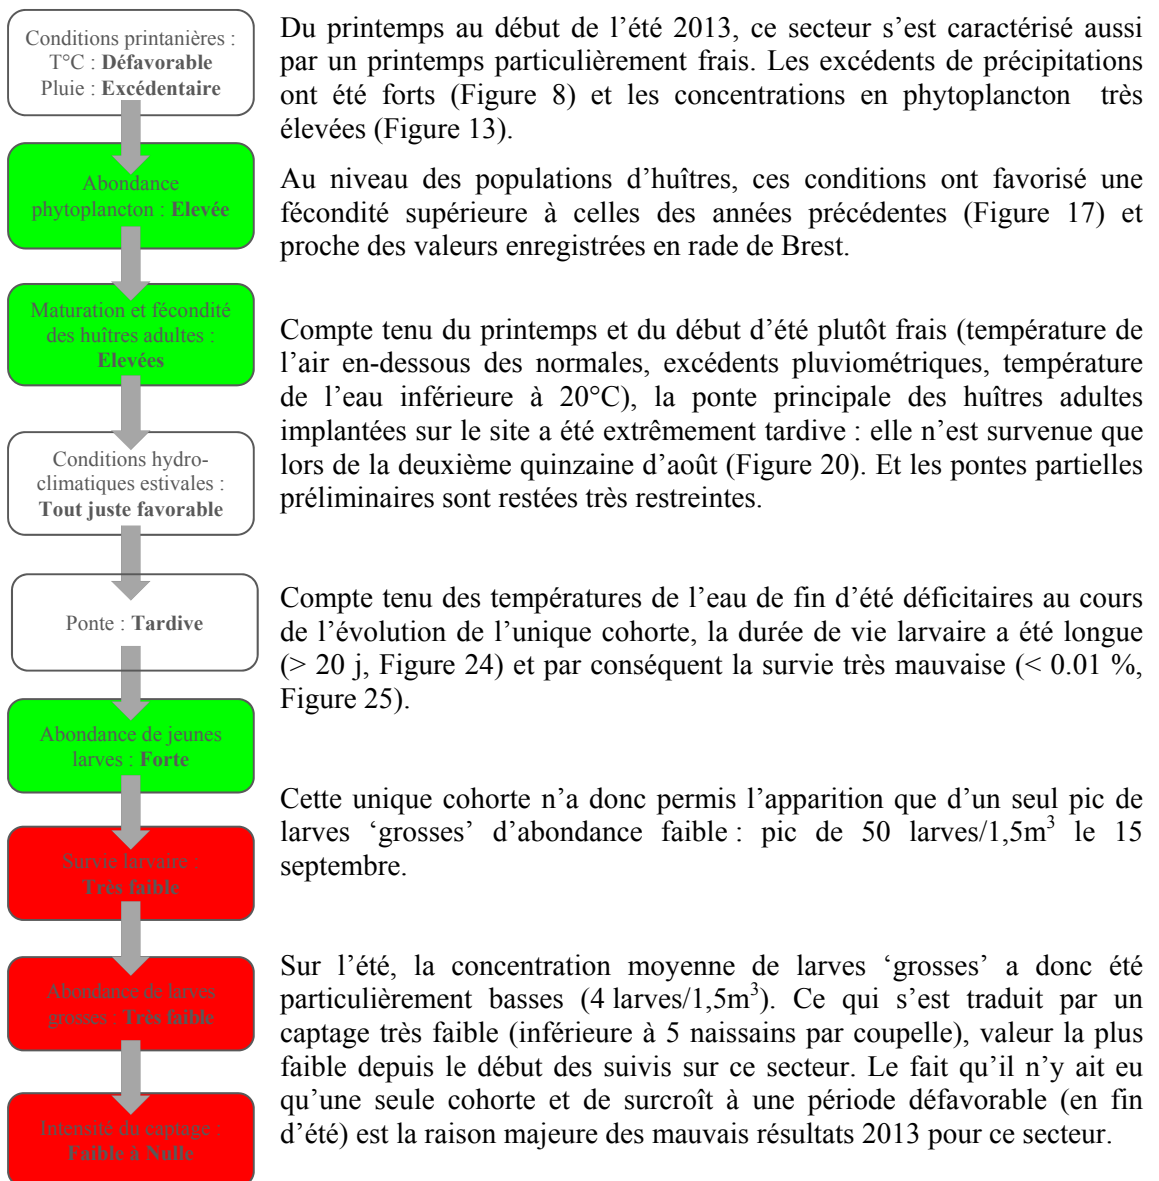 Conditions printanières :
T°C : Défavorable
Pluie : Excédentaire
Abondance
phytoplancton : Elevée
Maturation et fécondité
des huîtres adultes :
Elevées
Conditions hydro-
climatiques estivales :
Tout juste favorable
Ponte : Tardive
Abondance de jeunes
larves : Forte
Survie larvaire :
Très faible
Abondance de larves
grosses : Très faible
Intensité du captage :
Faible à Nulle
Du printemps au début de l’été 2013, ce secteur s’est caractérisé aussi
par un printemps particulièrement frais. Les excédents de précipitations
ont été forts (Figure 8) et les concentrations en phytoplancton très
élevées (Figure 13).
Au niveau des populations d’huîtres, ces conditions ont favorisé une
fécondité supérieure à celles des années précédentes (Figure 17) et
proche des valeurs enregistrées en rade de Brest.
Compte tenu du printemps et du début d’été plutôt frais (température de
l’air en-dessous des normales, excédents pluviométriques, température
de l’eau inférieure à 20°C), la ponte principale des huîtres adultes
implantées sur le site a été extrêmement tardive : elle n’est survenue que
lors de la deuxième quinzaine d’août (Figure 20). Et les pontes partielles
préliminaires sont restées très restreintes.
Compte tenu des températures de l’eau de fin d’été déficitaires au cours
de l’évolution de l’unique cohorte, la durée de vie larvaire a été longue
(> 20 j, Figure 24) et par conséquent la survie très mauvaise (< 0.01 %,
Figure 25).
Cette unique cohorte n’a donc permis l’apparition que d’un seul pic de
larves ‘grosses’ d’abondance faible : pic de 50 larves/1,5m³ le 15
septembre.
Sur l’été, la concentration moyenne de larves ‘grosses’ a donc été
particulièrement basses (4 larves/1,5m³). Ce qui s’est traduit par un
captage très faible (inférieure à 5 naissains par coupelle), valeur la plus
faible depuis le début des suivis sur ce secteur. Le fait qu’il n’y ait eu
qu’une seule cohorte et de surcroît à une période défavorable (en fin
d’été) est la raison majeure des mauvais résultats 2013 pour ce secteur.